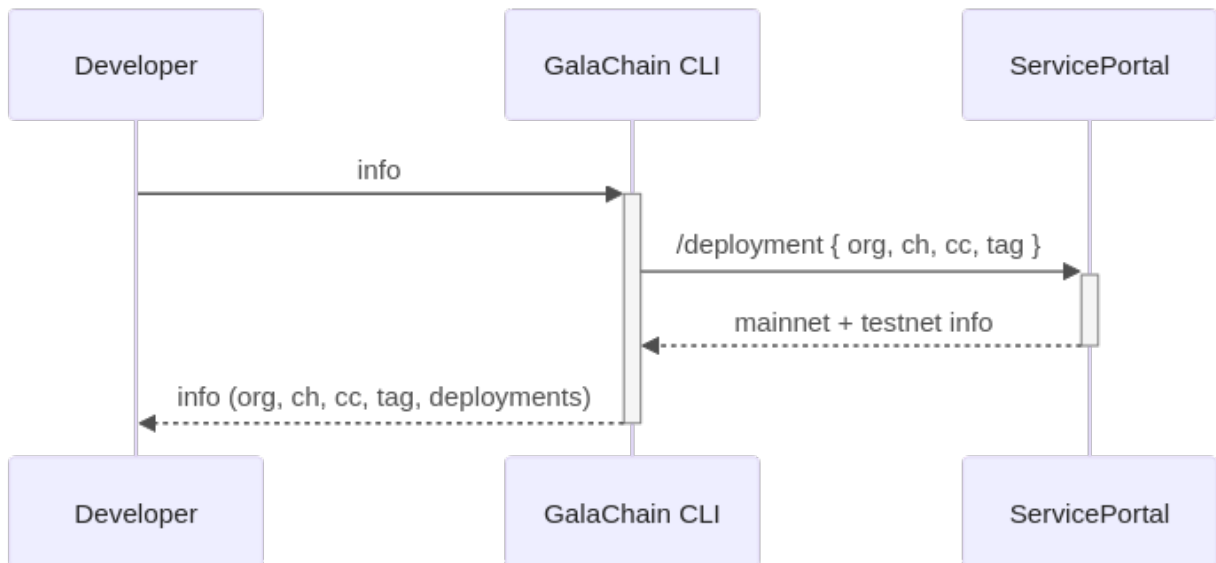 Developer
GalaChain CLI
ServicePortal
info
/deployment { org, ch, cc, tag }
mainnet + testnet info
info (org, ch, cc, tag, deployments)
Developer
GalaChain CLI
ServicePortal